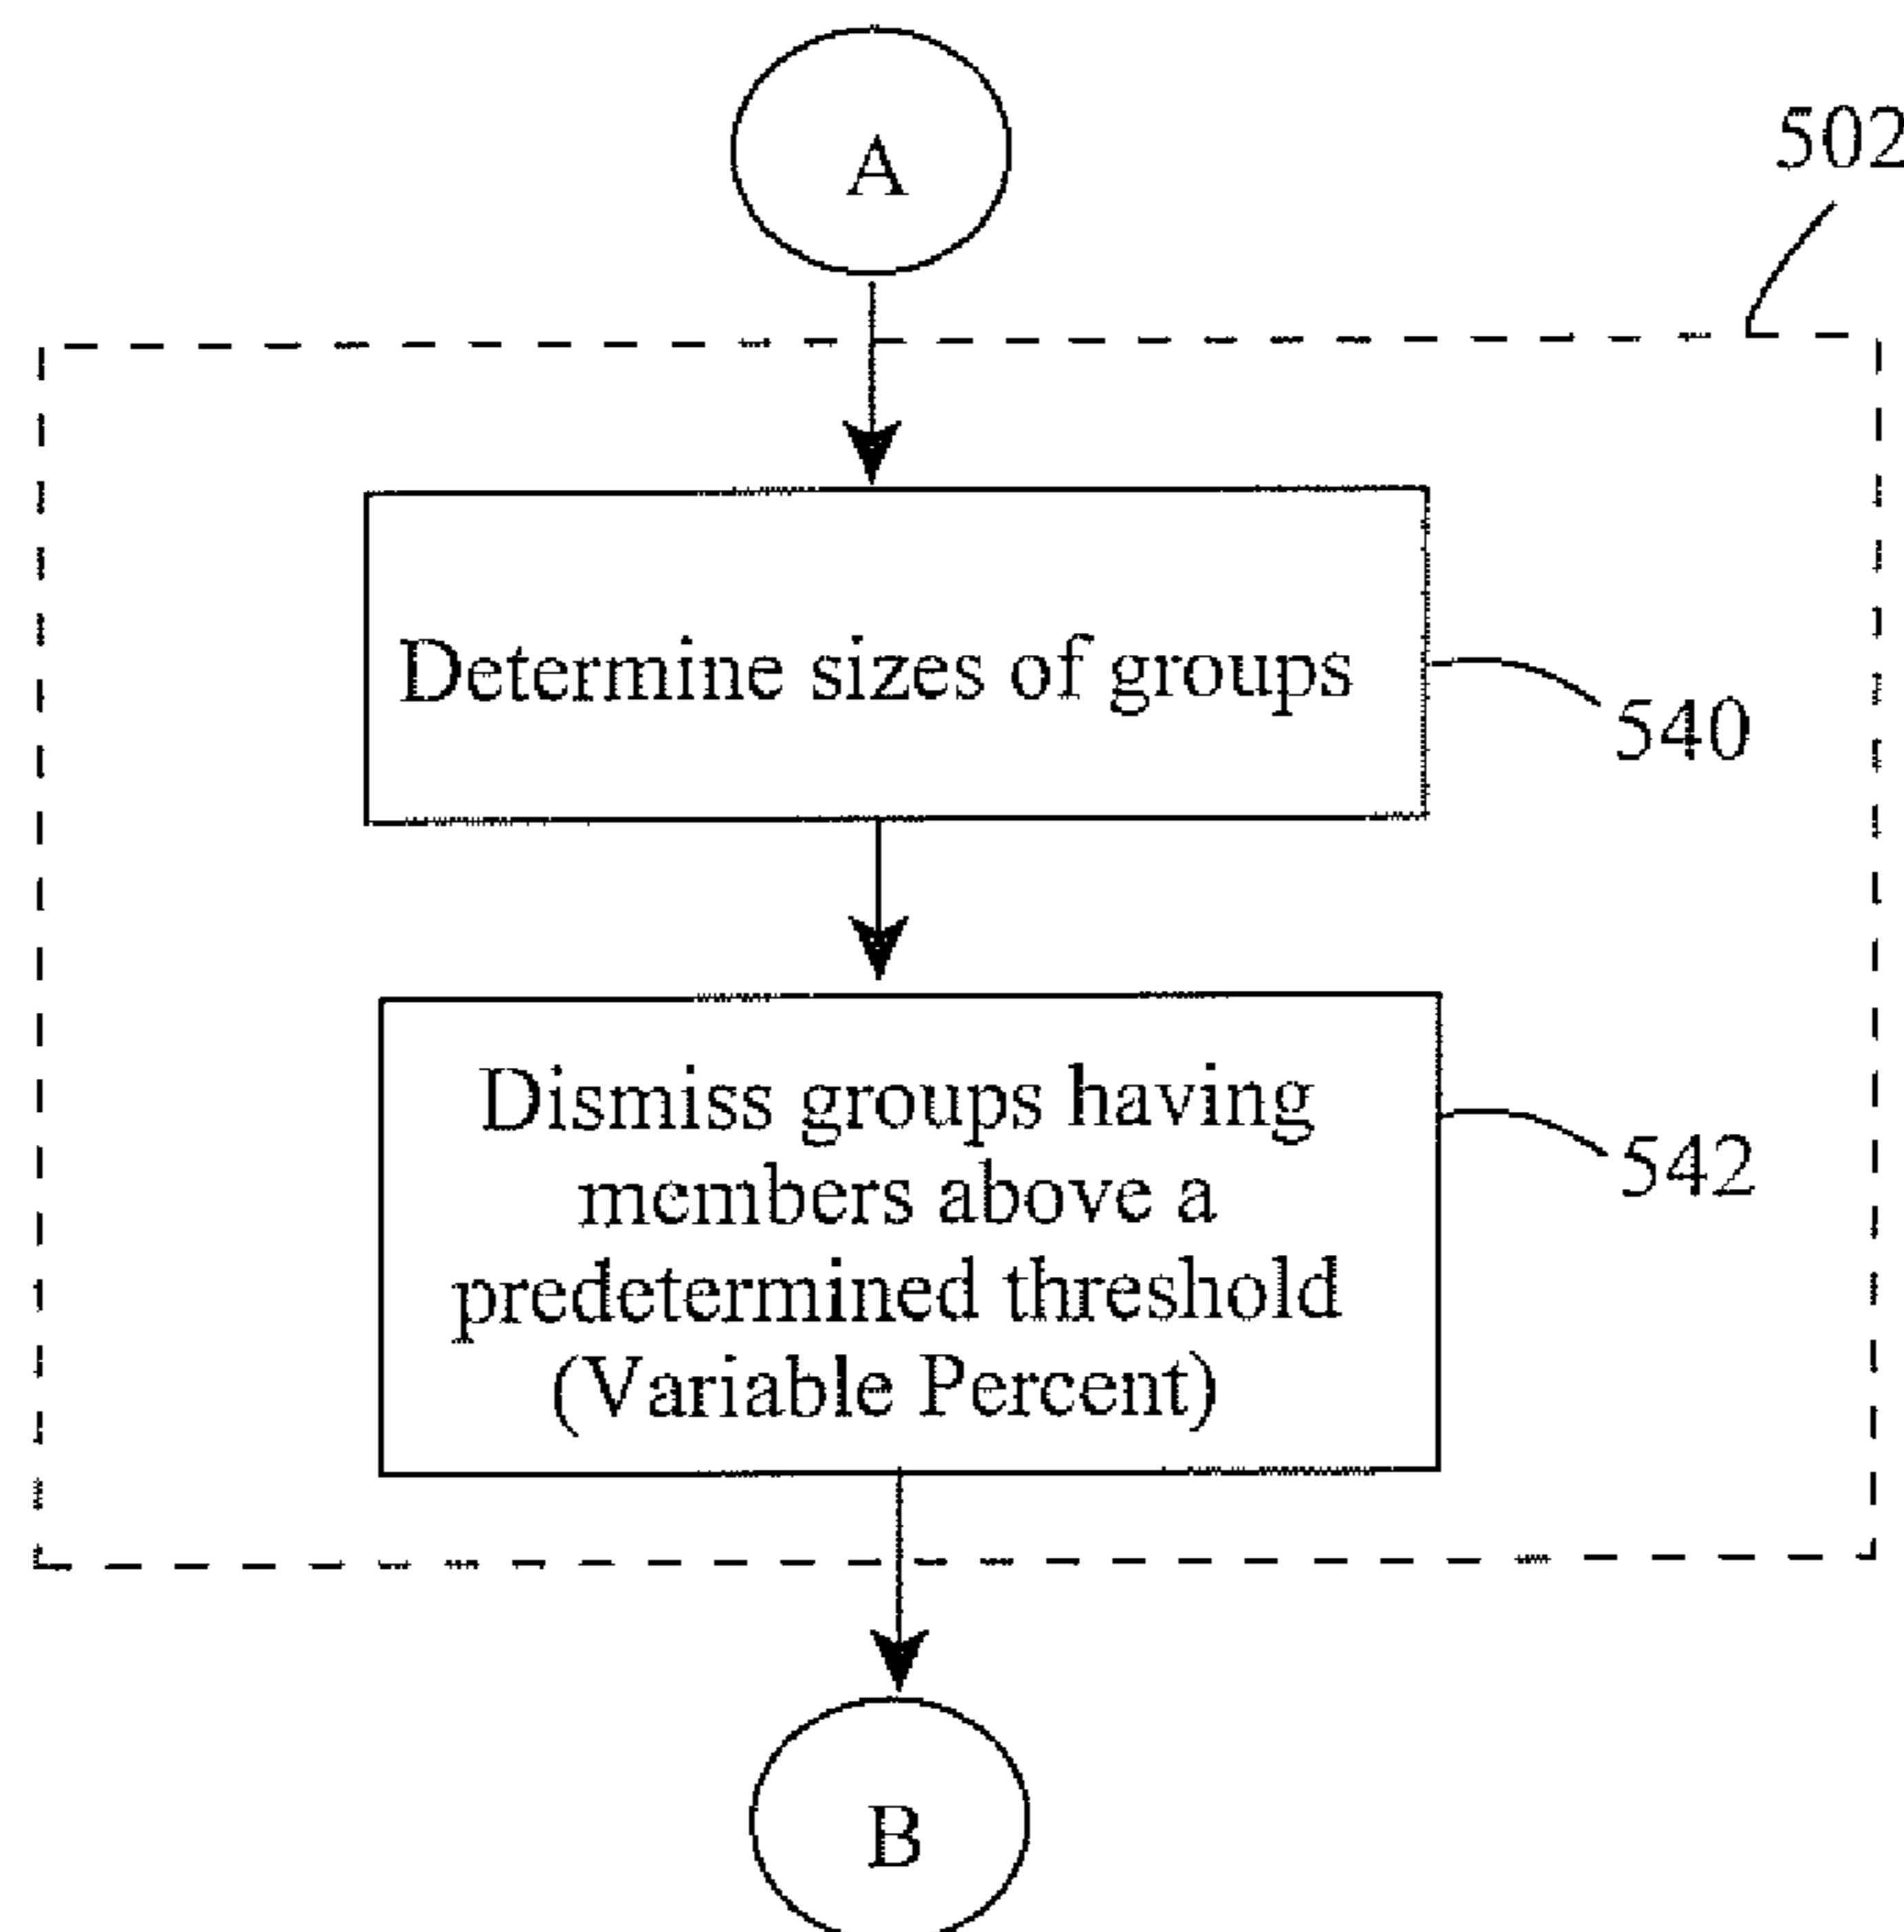 A
502
Determine sizes of groups
540
Dismiss groups having
members above a
predetermined threshold
(Variable Percent)
542
B